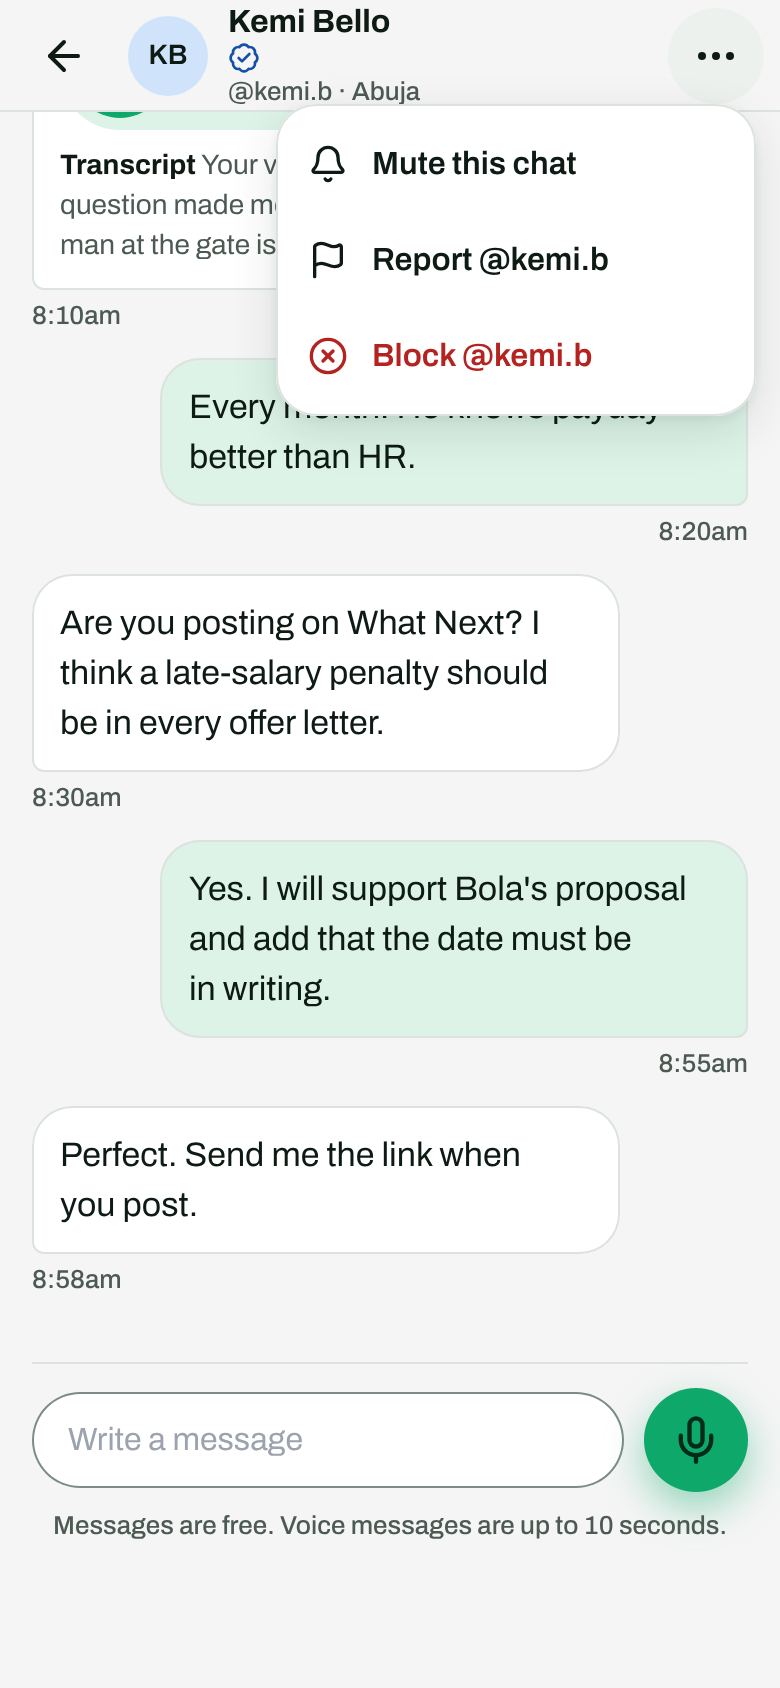 Kemi Bello
KB
@kemi.b · Abuja
Mute this chat
Report @kemi.b
Block @kemi.b
Transcript Your
question made
man at the gate is
8:10am
Every
better than HR.
8:20am
Are you posting on What Next? I
think a late-salary penalty should
be in every offer letter.
8:30am
Yes. I will support Bola's proposal
and add that the date must be
in writing.
8:55am
Perfect. Send me the link when
you post.
8:58am
Write a message
Messages are free. Voice messages are up to 10 seconds.